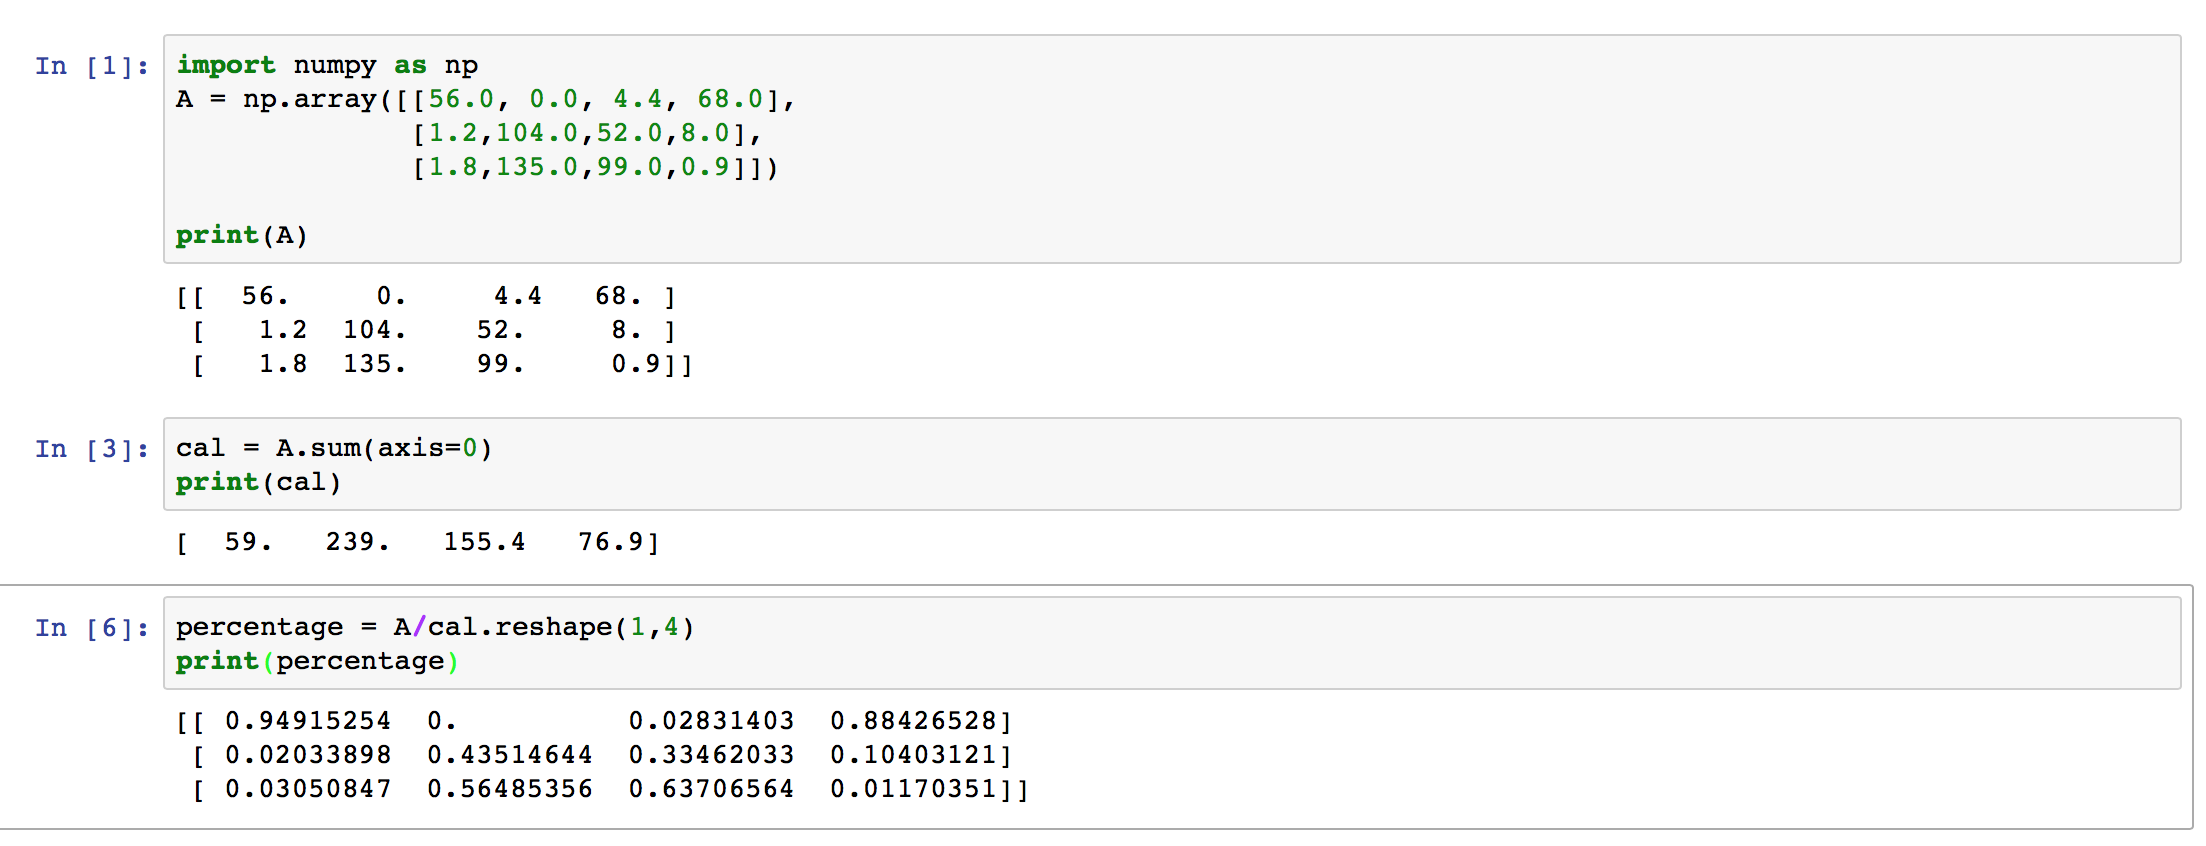 In [1]: import numpy as np
A = np.array([[56.0, 0.0, 4.4, 68.0],
[1.2,104.0,52.0,8.0],
[1.8,135.0,99.0,0.9]])
print(A)
[[ 56. 0. 4.4 68. ]
[ 1.2 104. 52. 8. ]
[ 1.8 135. 99. 0.9]]
In [3]: cal = A.sum(axis=0)
print(cal)
[ 59. 239. 155.4 76.9]
In [6]: percentage = A/cal.reshape(1,4)
print(percentage)
[[ 0.94915254 0. 0.02831403 0.88426528]
[ 0.02033898 0.43514644 0.33462033 0.10403121]
[ 0.03050847 0.56485356 0.63706564 0.01170351]]